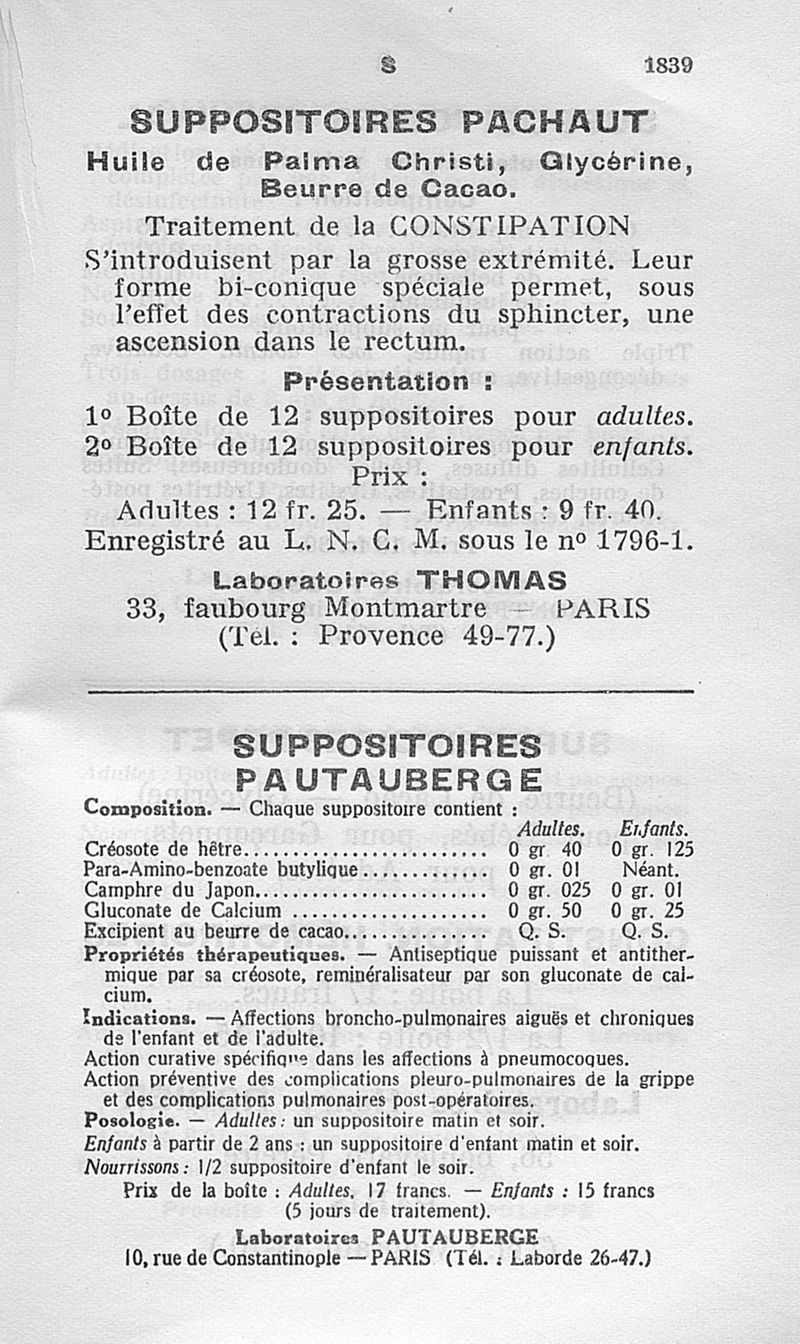 S 1839
SUPPOSITOIRES PACHAUT
Huile de Palma Christi, Glycérine,
Beurre de Cacao.
Traitement de la CONSTIPATION
S'introduisent par la grosse extrémité. Leur
forme bi-conique spéciale permet, sous
l'effet des contractions du sphincter, une
ascension dans le rectum.
Présentation :
1º Boîte de 12 suppositoires pour adultes.
2º Boîte de 12 suppositoires pour enfants.
Prix :
Adultes : 12 fr. 25. — Enfants : 9 fr. 40.
Enregistré au L. N. C. M. sous le nº 1796-1.
Laboratoires THOMAS
33, faubourg Montmartre — PARIS
(Tél. : Provence 49-77.)
SUPPOSITOIRES
PAUTAUBERGE
Composition. — Chaque suppositoire contient :
Adultes. Enfants.
Créosote de hêtre......................... 0 gr. 40 0 gr. 125
Para-Amino-benzoate butylique............. 0 gr. 01 Néant.
Camphre du Japon........................ 0 gr. 025 0 gr. 01
Gluconate de Calcium .................... 0 gr. 50 0 gr. 25
Excipient au beurre de cacao............... Q. S. Q. S.
Propriétés thérapeutiques. — Antiseptique puissant et antither-
mique par sa créosote, reminéralisateur par son gluconate de cal-
cium.
Indications. — Affections broncho-pulmonaires aiguës et chroniques
de l'enfant et de l'adulte.
Action curative spécifique dans les affections à pneumocoques.
Action préventive des complications pleuro-pulmonaires de la grippe
et des complications pulmonaires post-opératoires.
Posologie. — Adultes : un suppositoire matin et soir.
Enfants à partir de 2 ans : un suppositoire d'enfant matin et soir.
Nourrissons : 1/2 suppositoire d'enfant le soir.
Prix de la boîte : Adultes, 17 francs. — Enfants : 15 francs
(5 jours de traitement).
Laboratoires PAUTAUBERGE
10, rue de Constantinople — PARIS (Tél. : Laborde 26-47.)